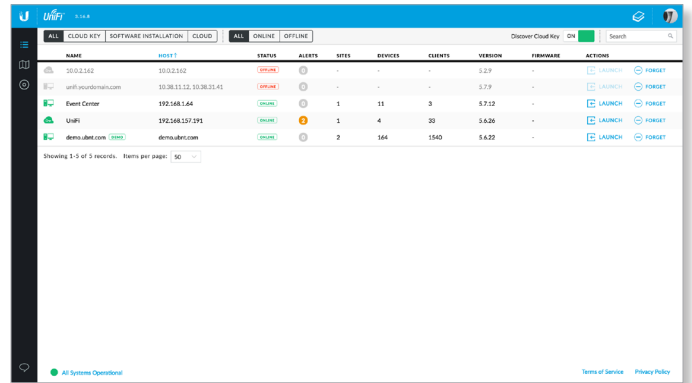 U UniFi 3.16.8
ALL CLOUD KEY SOFTWARE INSTALLATION CLOUD ALL ONLINE OFFLINE Discover Cloud Key ON Search
NAME HOST↑ STATUS ALERTS SITES DEVICES CLIENTS VERSION FIRMWARE ACTIONS
10.0.2.162 10.0.2.162 OFFLINE 0 - - - 5.2.9 - LAUNCH FORGET
unifi.yourdomain.com 10.38.11.12, 10.38.31.41 OFFLINE 0 - - - 5.7.9 - LAUNCH FORGET
Event Center 192.168.1.64 ONLINE 0 1 11 3 5.7.12 - LAUNCH FORGET
UniFi 192.168.157.191 ONLINE 2 1 4 33 5.6.26 - LAUNCH FORGET
demo.ubnt.com DEMO demo.ubnt.com ONLINE 0 2 164 1540 5.6.22 - LAUNCH FORGET
Showing 1-5 of 5 records. Items per page: 50
All Systems Operational Terms of Service Privacy Policy